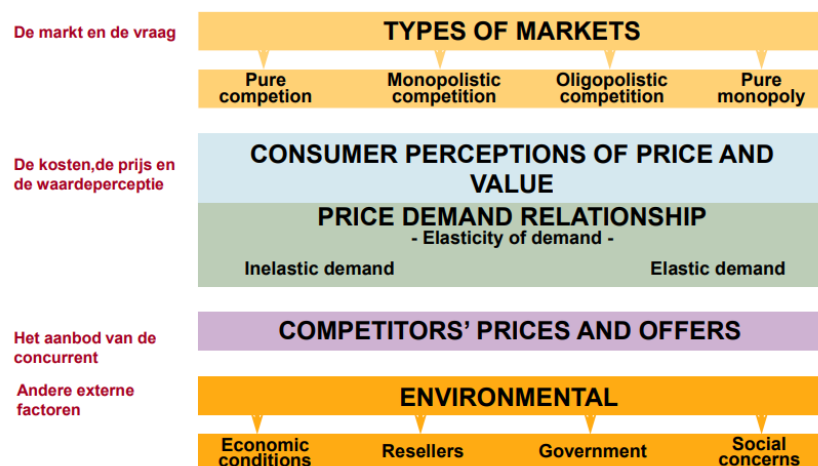 De markt en de vraag
TYPES OF MARKETS
Pure
competion
Monopolistic
competition
Oligopolistic
competition
Pure
monopoly
De kosten,de prijs en
de waardeperceptie
CONSUMER PERCEPTIONS OF PRICE AND
VALUE
PRICE DEMAND RELATIONSHIP
- Elasticity of demand -
Inelastic demand
Elastic demand
Het aanbod van de
concurrent
COMPETITORS' PRICES AND OFFERS
Andere externe
factoren
ENVIRONMENTAL
Economic
conditions
Resellers
Government
Social
concerns